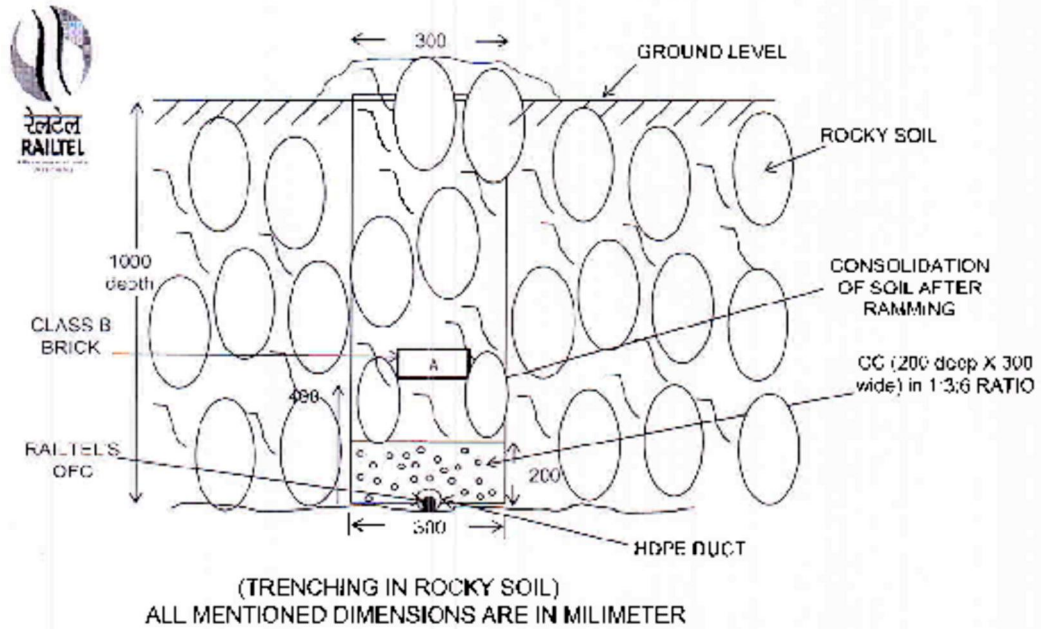 300
GROUND LEVEL
रेलटेल
RAILTEL
ROCKY SOIL
1000
depth
CONSOLIDATION
OF SOIL AFTER
RAMMING
CLASS B
BRICK
A
CC (200 deep X 300
wide) in 1:3:6 RATIO
400
RAILTEL'S
OFC
200
300
HDPE DUCT
(TRENCHING IN ROCKY SOIL)
ALL MENTIONED DIMENSIONS ARE IN MILIMETER